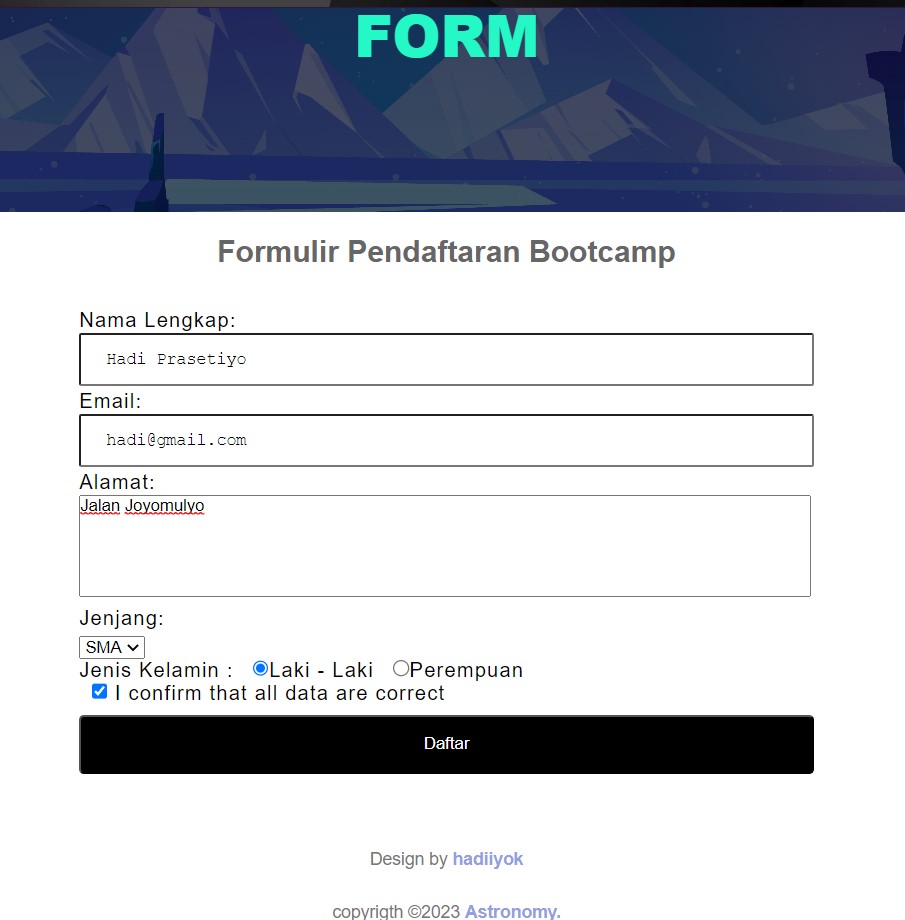 FORM
Formulir Pendaftaran Bootcamp
Nama Lengkap:
Hadi Prasetiyo
Email:
hadi@gmail.com
Alamat:
Jalan Joyomulyo
Jenjang:
SMA
Jenis Kelamin : Laki - Laki Perempuan
I confirm that all data are correct
Daftar
Design by hadiiyok
copyrigth ©2023 Astronomy.